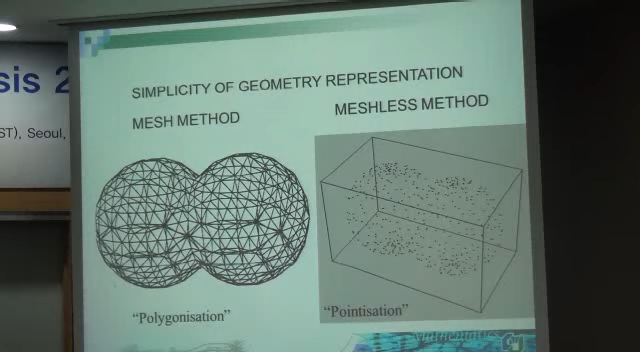 sis 2
ST), Seoul,
SIMPLICITY OF GEOMETRY REPRESENTATION
MESH METHOD
MESHLESS METHOD
"Polygonisation"
"Pointisation"